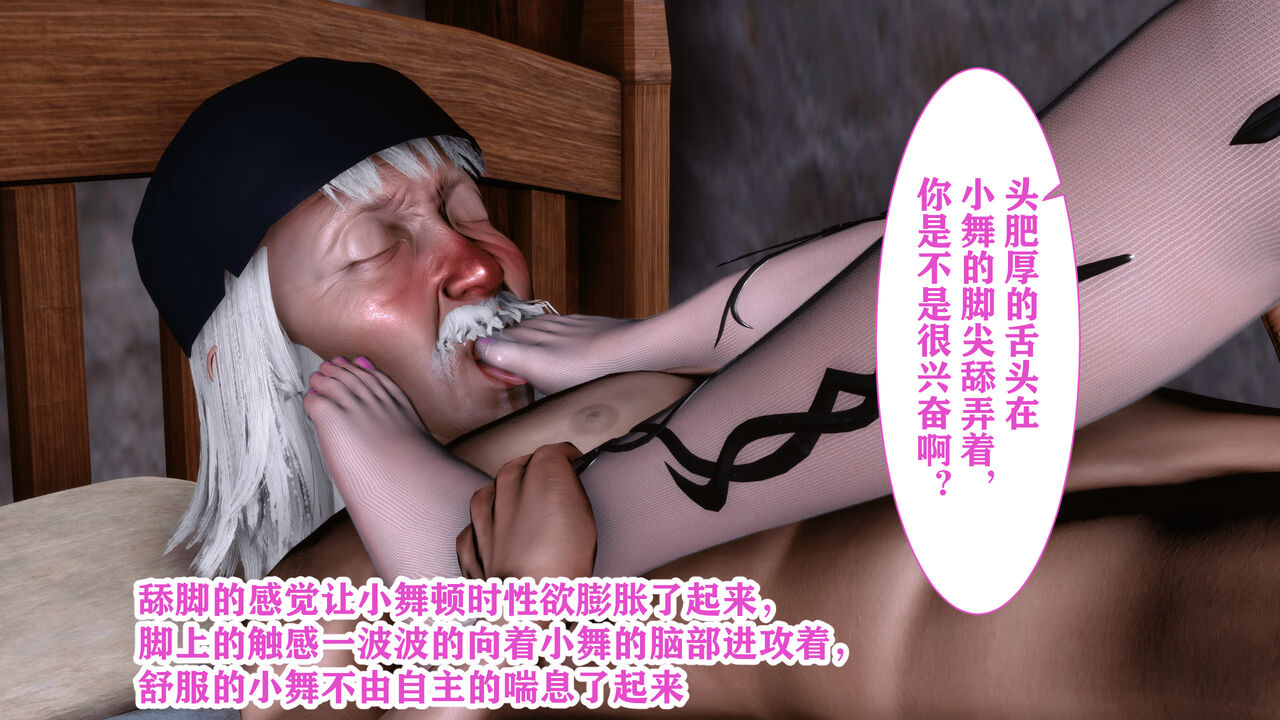 头肥厚的舌头在
小舞的脚尖舔弄着，
你是不是很兴奋啊？
舔脚的感觉让小舞顿时性欲膨胀了起来，
脚上的触感一波波的向着小舞的脑部进攻着，
舒服的小舞不由自主的喘息了起来